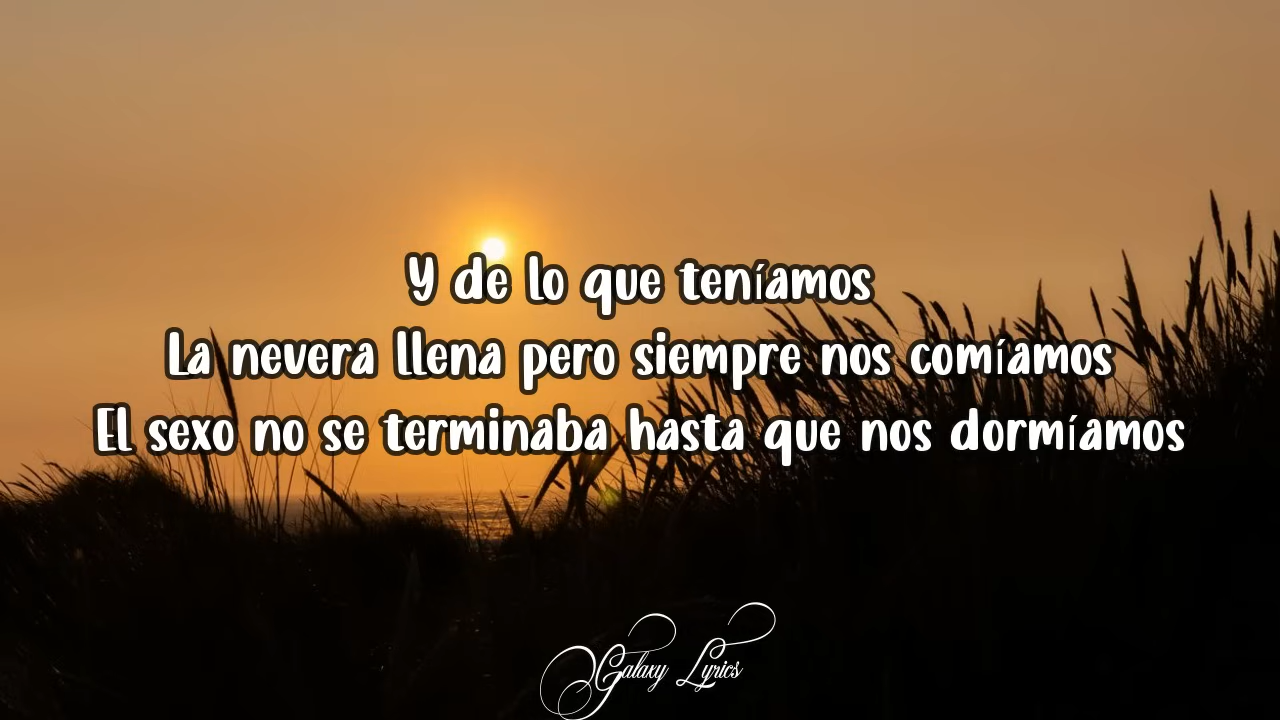 Y de lo que teníamos
La nevera llena pero siempre nos comíamos
El sexo no se terminaba hasta que nos dormíamos
Galaxy Lyrics